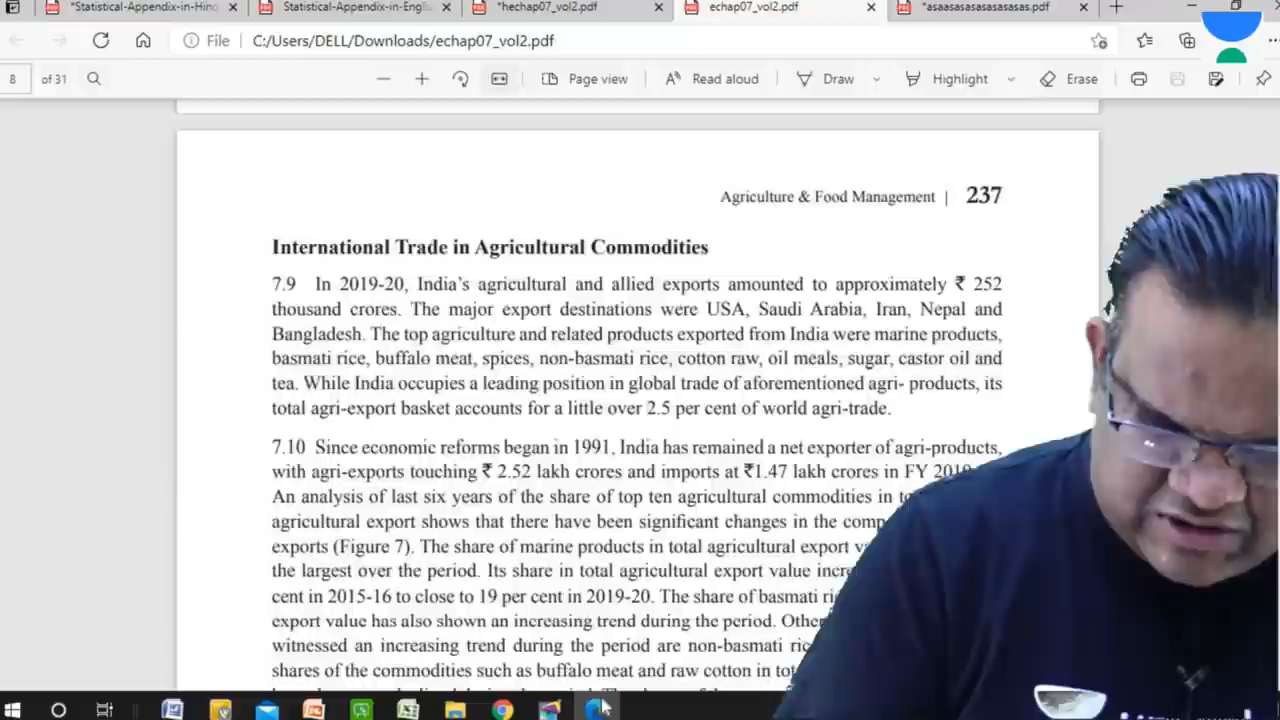 *Statistical-Appendix-in-Hind
Statistical-Appendix-in-Engl
*hechap07_vol2.pdf
echap07_vol2.pdf
*asaasasasasasasasas.pdf
File
C:/Users/DELL/Downloads/echap07_vol2.pdf
8 of 31
Page view
Read aloud
Draw
Highlight
Erase
Agriculture & Food Management | 237
International Trade in Agricultural Commodities
7.9 In 2019-20, India's agricultural and allied exports amounted to approximately ₹ 252
thousand crores. The major export destinations were USA, Saudi Arabia, Iran, Nepal and
Bangladesh. The top agriculture and related products exported from India were marine products,
basmati rice, buffalo meat, spices, non-basmati rice, cotton raw, oil meals, sugar, castor oil and
tea. While India occupies a leading position in global trade of aforementioned agri- products, its
total agri-export basket accounts for a little over 2.5 per cent of world agri-trade.
7.10 Since economic reforms began in 1991, India has remained a net exporter of agri-products,
with agri-exports touching ₹ 2.52 lakh crores and imports at ₹1.47 lakh crores in FY
An analysis of last six years of the share of top ten agricultural commodities in
agricultural export shows that there have been significant changes in the
exports (Figure 7). The share of marine products in total agricultural export
the largest over the period. Its share in total agricultural export value
cent in 2015-16 to close to 19 per cent in 2019-20. The share of basmati
export value has also shown an increasing trend during the period.
witnessed an increasing trend during the period are non-basmati
shares of the commodities such as buffalo meat and raw cotton in